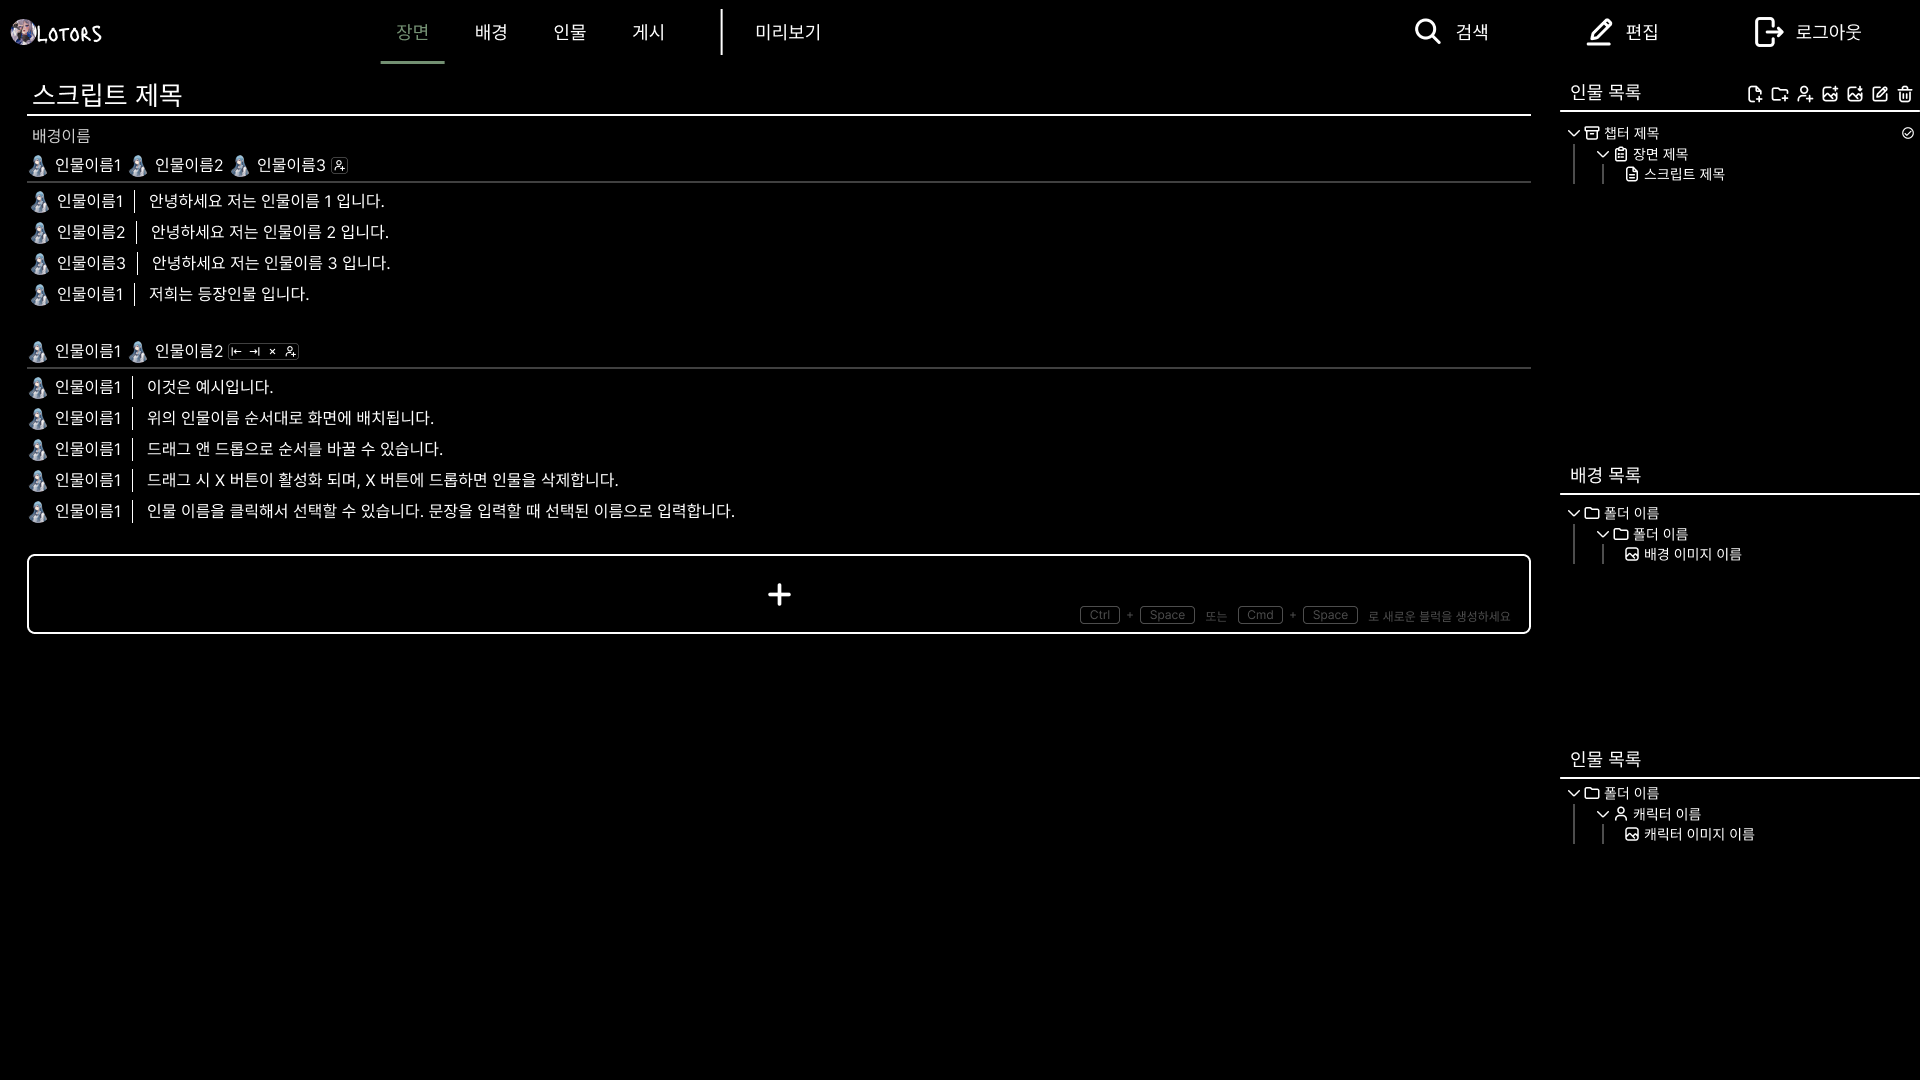 LOTORS
장면 배경 인물 게시 미리보기 검색 편집 로그아웃
스크립트 제목
배경이름
인물이름1 인물이름2 인물이름3
인물이름1 안녕하세요 저는 인물이름 1 입니다.
인물이름2 안녕하세요 저는 인물이름 2 입니다.
인물이름3 안녕하세요 저는 인물이름 3 입니다.
인물이름1 저희는 등장인물 입니다.
인물이름1 인물이름2
인물이름1 이것은 예시입니다.
인물이름1 위의 인물이름 순서대로 화면에 배치됩니다.
인물이름1 드래그 앤 드롭으로 순서를 바꿀 수 있습니다.
인물이름1 드래그 시 X 버튼이 활성화 되며, X 버튼에 드롭하면 인물을 삭제합니다.
인물이름1 인물 이름을 클릭해서 선택할 수 있습니다. 문장을 입력할 때 선택된 이름으로 입력합니다.
Ctrl + Space 또는 Cmd + Space 로 새로운 블럭을 생성하세요
인물 목록
챕터 제목
장면 제목
스크립트 제목
배경 목록
폴더 이름
폴더 이름
배경 이미지 이름
인물 목록
폴더 이름
캐릭터 이름
캐릭터 이미지 이름